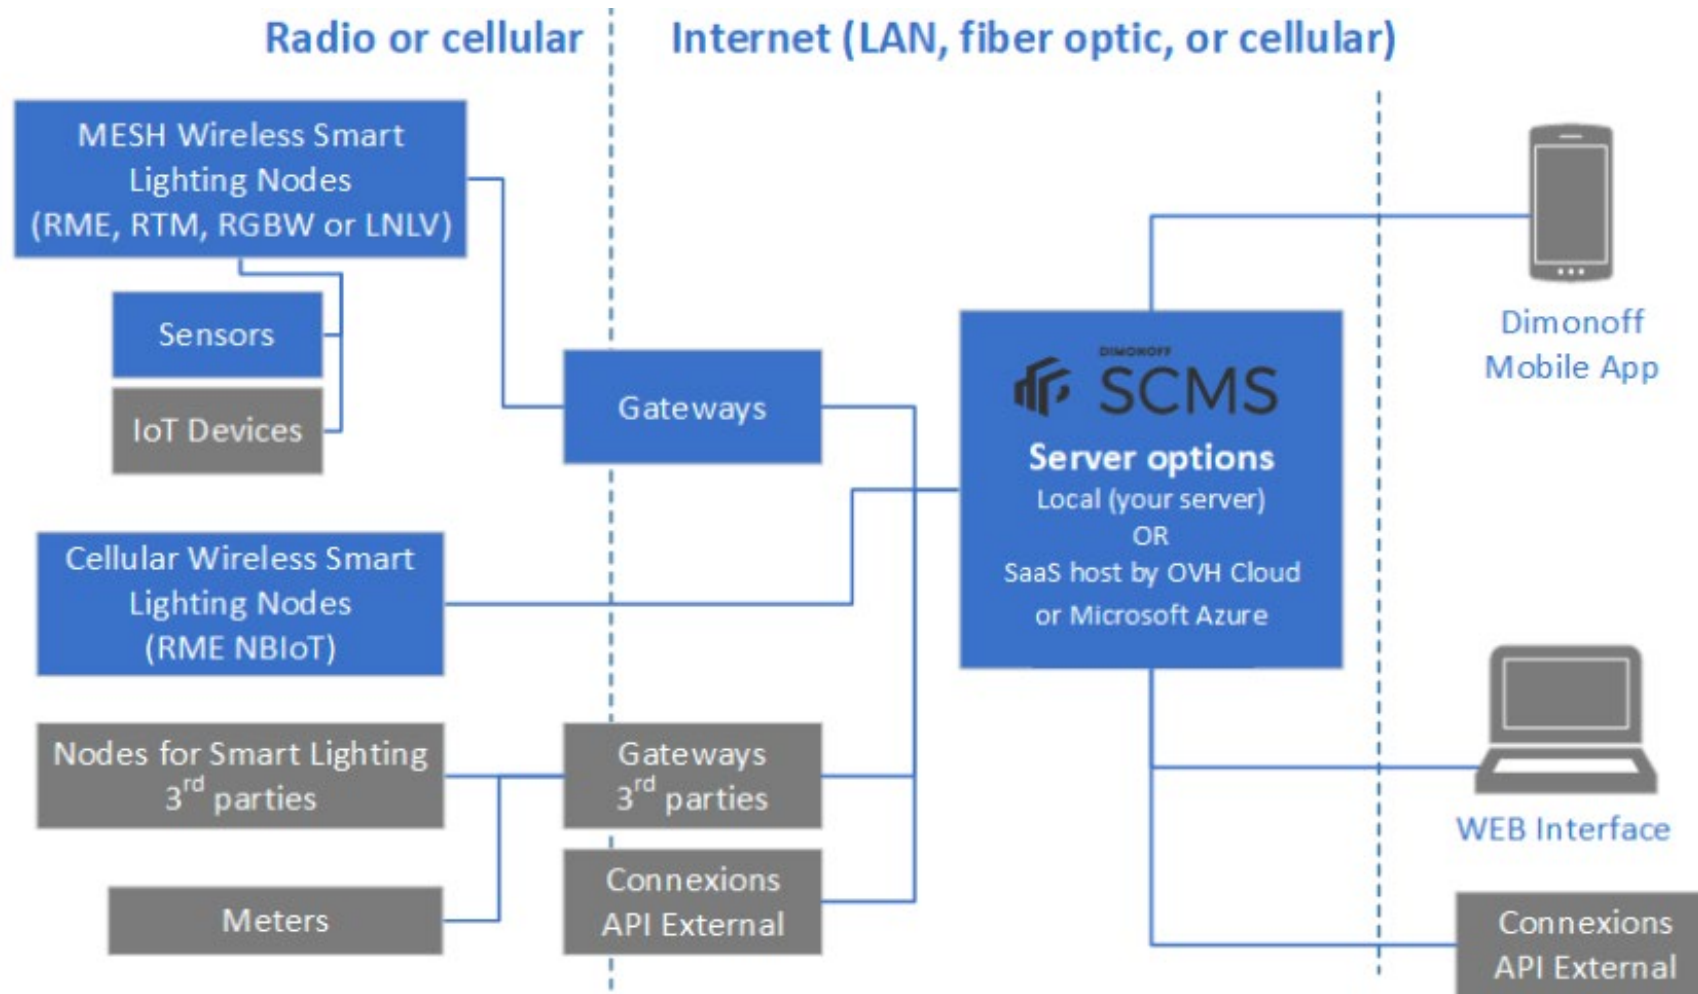 Radio or cellular
Internet (LAN, fiber optic, or cellular)
MESH Wireless Smart
Lighting Nodes
(RME, RTM, RGBW or LNLV)
Sensors
IoT Devices
Cellular Wireless Smart
Lighting Nodes
(RME NBIoT)
Nodes for Smart Lighting
3rd parties
Meters
Gateways
Gateways
3rd parties
Connexions
API External
DIMONOFF
SCMS
Server options
Local (your server)
OR
SaaS host by OVH Cloud
or Microsoft Azure
Dimonoff
Mobile App
WEB Interface
Connexions
API External